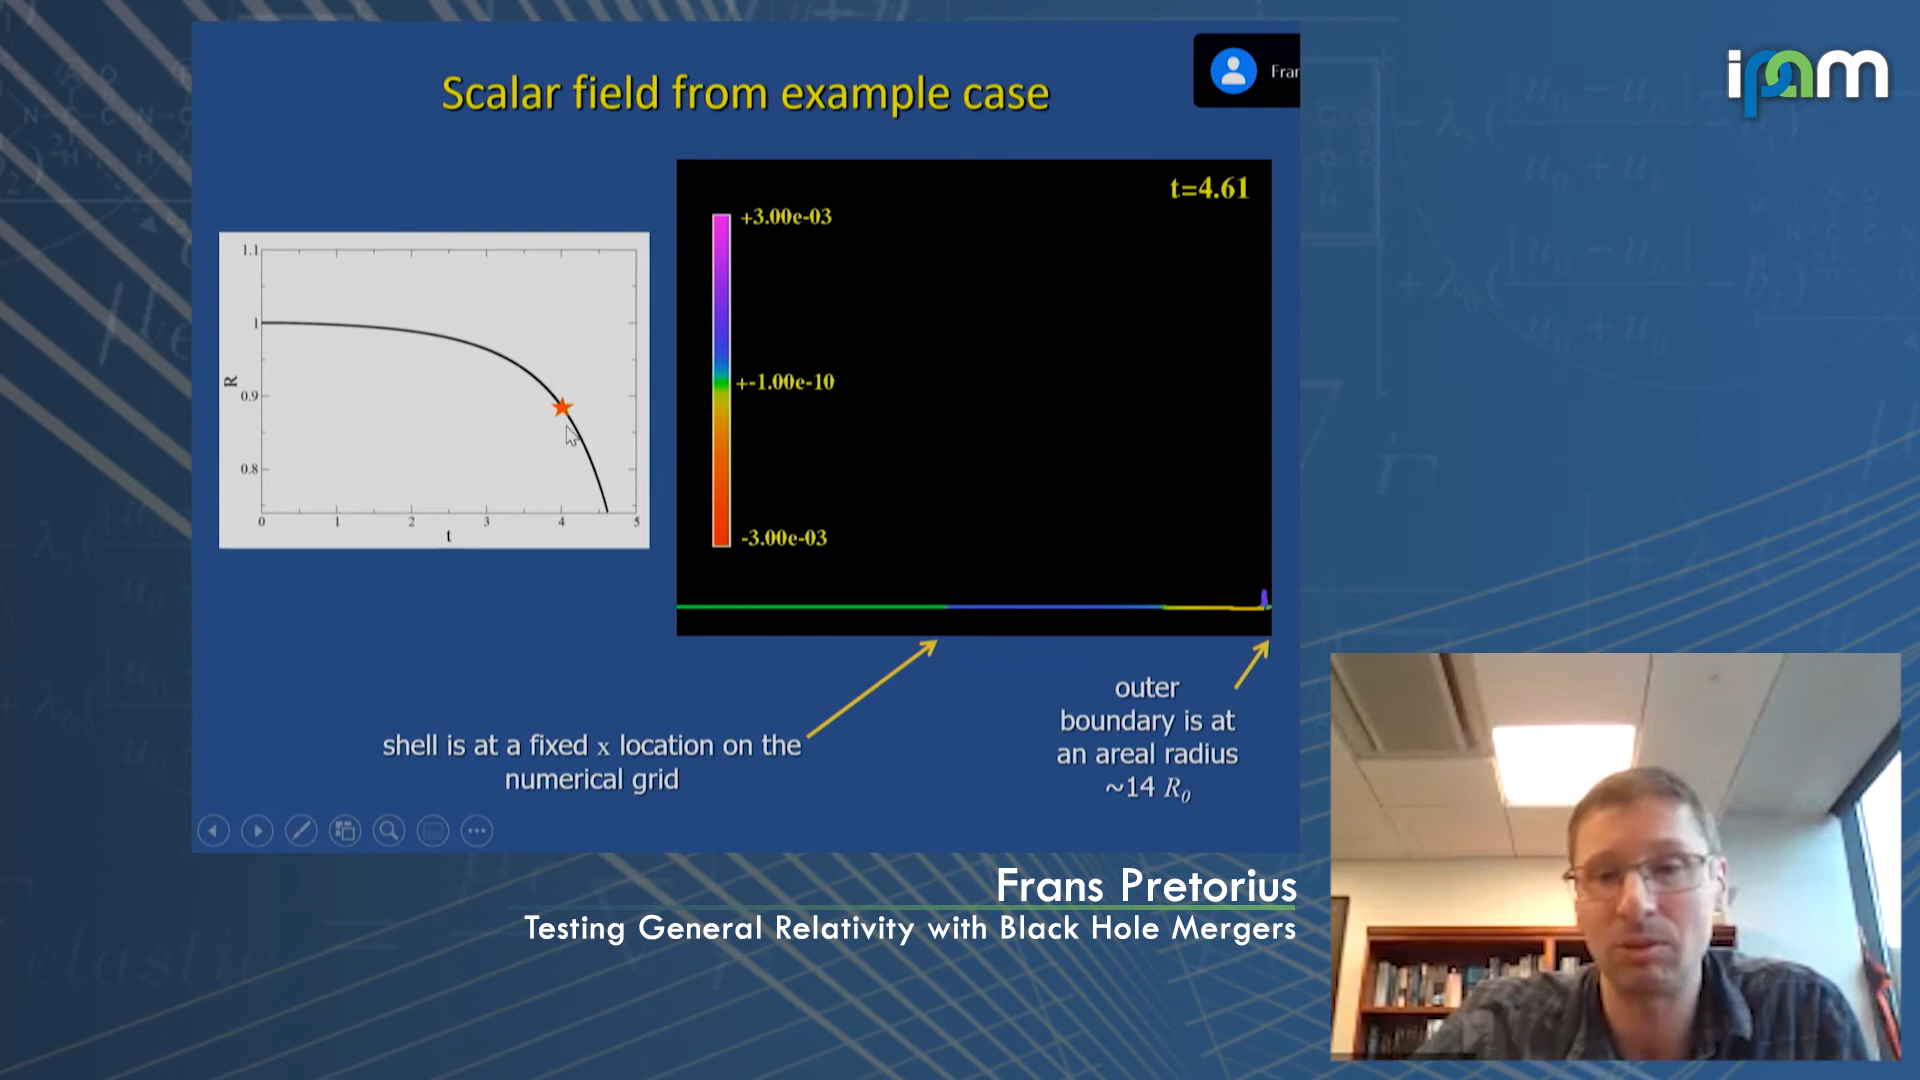 Scalar field from example case
Fran
ipam
t=4.61
+3.00e-03
+-1.00e-10
-3.00e-03
1.1
1
0.9
0.8
R
0 1 2 3 4 5
t
shell is at a fixed x location on the
numerical grid
outer
boundary is at
an areal radius
~14 R₀
Frans Pretorius
Testing General Relativity with Black Hole Mergers
elastic